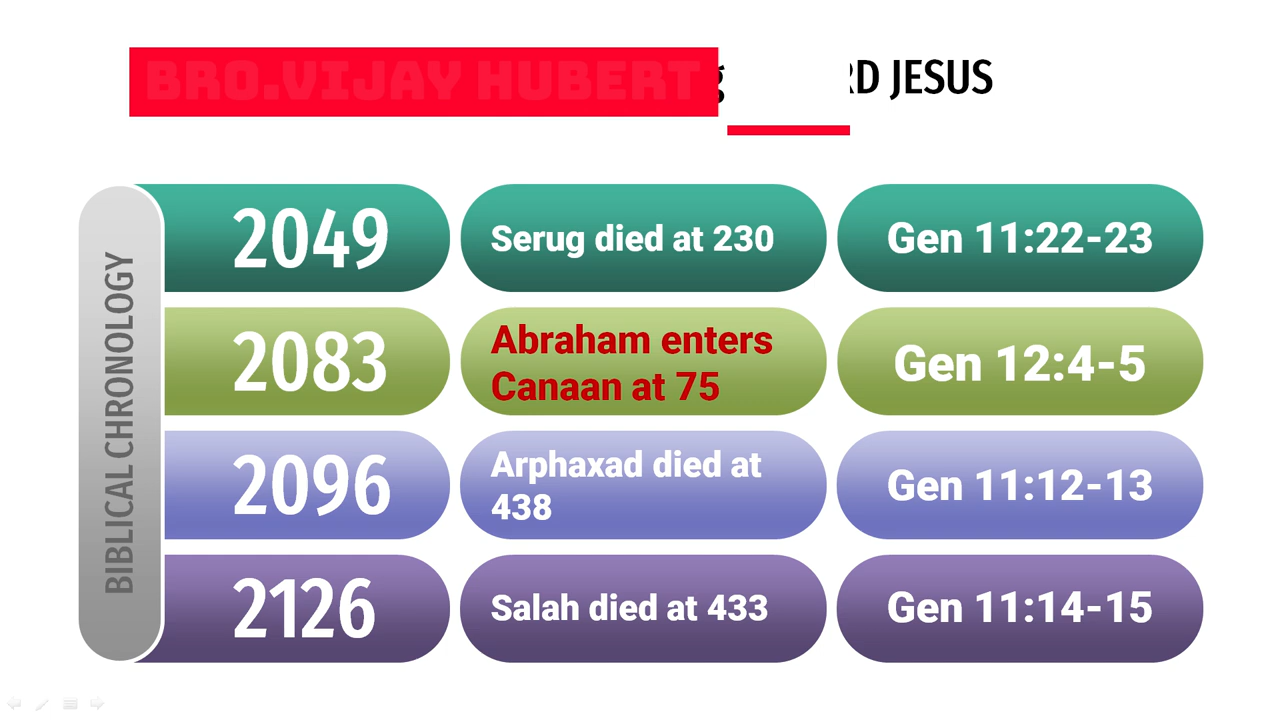 BRO.VIJAY HUBERT
JESUS
BIBLICAL CHRONOLOGY
2049
Serug died at 230
Gen 11:22-23
2083
Abraham enters
Canaan at 75
Gen 12:4-5
2096
Arphaxad died at
438
Gen 11:12-13
2126
Salah died at 433
Gen 11:14-15